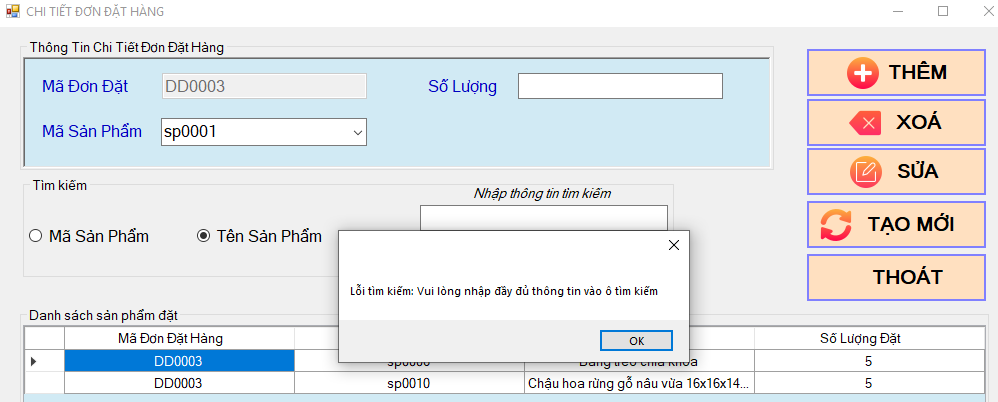 CHI TIẾT ĐƠN ĐẶT HÀNG
Thông Tin Chi Tiết Đơn Đặt Hàng
Mã Đơn Đặt DD0003 Số Lượng
Mã Sản Phẩm sp0001
THÊM
XOÁ
SỬA
TẠO MỚI
THOÁT
Tìm kiếm
Nhập thông tin tìm kiếm
Mã Sản Phẩm Tên Sản Phẩm
Lỗi tìm kiếm: Vui lòng nhập đầy đủ thông tin vào ô tìm kiếm
OK
Danh sách sản phẩm đặt
Mã Đơn Đặt Hàng Số Lượng Đặt
DD0003 5
DD0003 sp0010 Chậu hoa rừng gỗ nâu vừa 16x16x14... 5